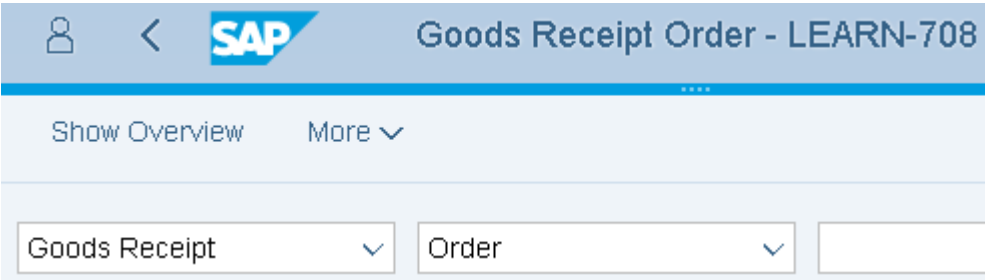 SAP Goods Receipt Order - LEARN-708
Show Overview More
Goods Receipt Order